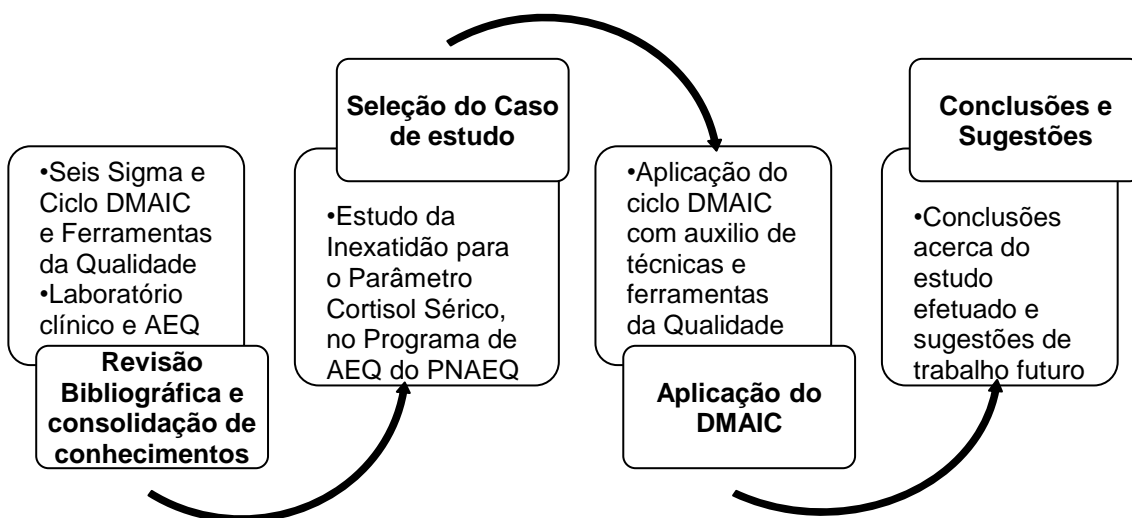 •Seis Sigma e
Ciclo DMAIC
e Ferramentas
da Qualidade
•Laboratório
clínico e AEQ
Revisão
Bibliográfica e
consolidação de
conhecimentos
Seleção do Caso
de estudo
•Estudo da
Inexatidão para
o Parâmetro
Cortisol Sérico,
no Programa de
AEQ do PNAEQ
•Aplicação do
ciclo DMAIC
com auxilio de
técnicas e
ferramentas
da Qualidade
Aplicação do
DMAIC
Conclusões e
Sugestões
•Conclusões
acerca do
estudo
efetuado e
sugestões de
trabalho futuro